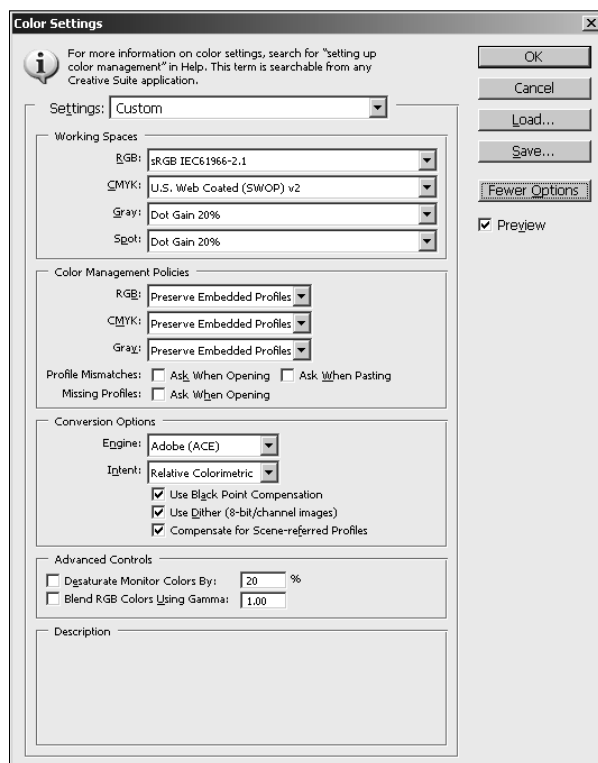 Color Settings
For more information on color settings, search for "setting up
color management" in Help. This term is searchable from any
Creative Suite application.
OK
Cancel
Load...
Save...
Fewer Options
Preview
Settings: Custom
Working Spaces
RGB: sRGB IEC61966-2.1
CMYK: U.S. Web Coated (SWOP) v2
Gray: Dot Gain 20%
Spot: Dot Gain 20%
Color Management Policies
RGB: Preserve Embedded Profiles
CMYK: Preserve Embedded Profiles
Gray: Preserve Embedded Profiles
Profile Mismatches: Ask When Opening Ask When Pasting
Missing Profiles: Ask When Opening
Conversion Options
Engine: Adobe (ACE)
Intent: Relative Colorimetric
Use Black Point Compensation
Use Dither (8-bit/channel images)
Compensate for Scene-referred Profiles
Advanced Controls
Desaturate Monitor Colors By: 20 %
Blend RGB Colors Using Gamma: 1.00
Description